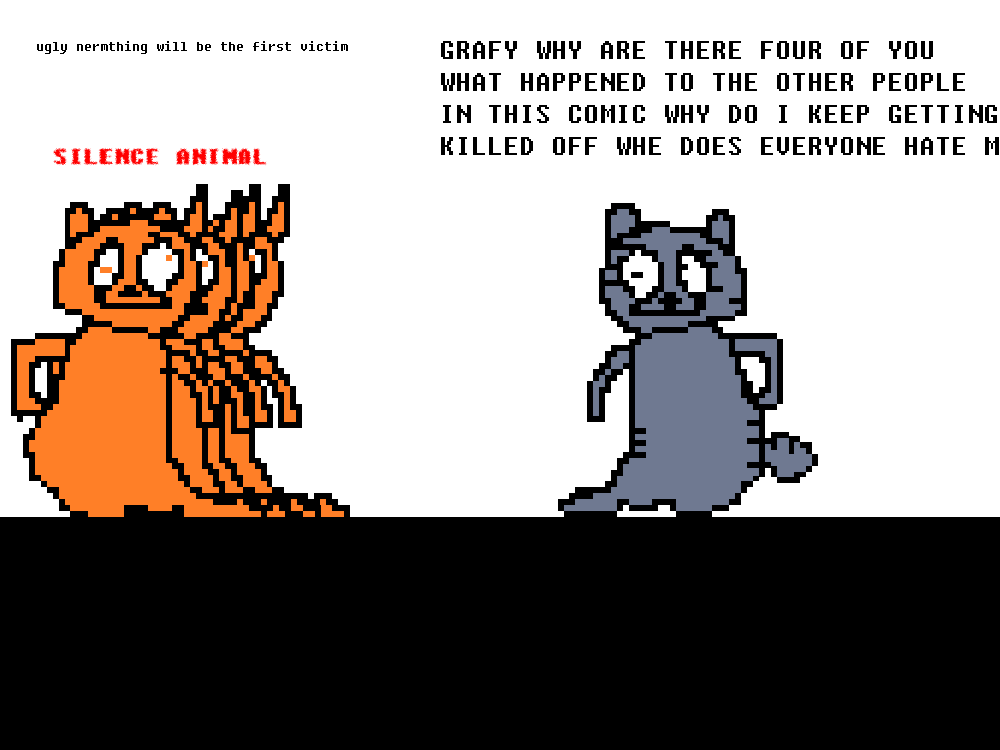 ugly nermthing will be the first victim
SILENCE ANIMAL
GRAFY WHY ARE THERE FOUR OF YOU
WHAT HAPPENED TO THE OTHER PEOPLE
IN THIS COMIC WHY DO I KEEP GETTING
KILLED OFF WHE DOES EVERYONE HATE M